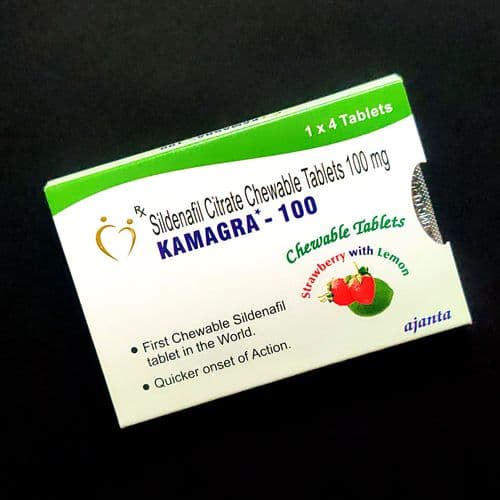 1 x 4 Tablets
Rx Sildenafil Citrate Chewable Tablets 100 mg
KAMAGRA* - 100
Chewable Tablets
Strawberry with Lemon
• First Chewable Sildenafil
tablet in the World.
• Quicker onset of Action.
ajanta